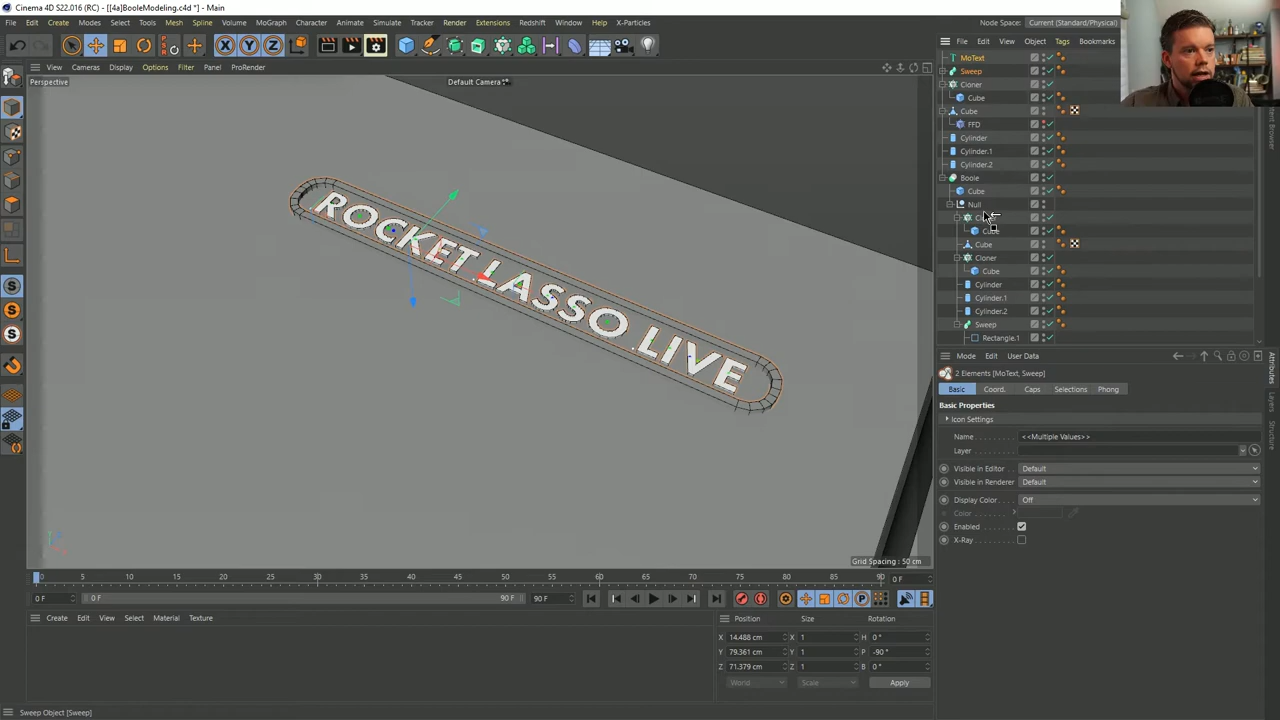 Cinema 4D S22.016 (RC) - [[4a]BooleModeling.c4d *] - Main
File Edit Create Modes Select Tools Mesh Spline Volume MoGraph Character Animate Simulate Tracker Render Extensions Redshift Window Help X-Particles
Node Space: Current (Standard/Physical)
View Cameras Display Options Filter Panel ProRender
File Edit View Object Tags Bookmarks
Perspective
Default Camera
MoText
Sweep
Cloner
Cube
Cube
FFD
Cylinder
Cylinder.1
Cylinder.2
Boole
Cube
Null
Cube
Cube
Cloner
Cube
Cylinder
Cylinder.1
Cylinder.2
Sweep
Rectangle.1
ROCKET LASSO LIVE
Mode Edit User Data
2 Elements [MoText, Sweep]
Basic Coord. Caps Selections Phong
Basic Properties
Icon Settings
Name <<Multiple Values>>
Layer
Visible in Editor Default
Visible in Renderer Default
Display Color Off
Color
Enabled
X-Ray
Attributes
Layers
Structure
Grid Spacing : 50 cm
0 5 10 15 20 25 30 35 40 45 50 55 60 65 70 75 80 85 90 0 F
0 F 0 F 90 F 90 F
Create Edit Select Material Texture
Position Size Rotation
X 14.488 cm X 1 H 0 °
Y 79.361 cm Y 1 P -90 °
Z 71.379 cm Z 1 B 0 °
World Scale Apply
Sweep Object [Sweep]